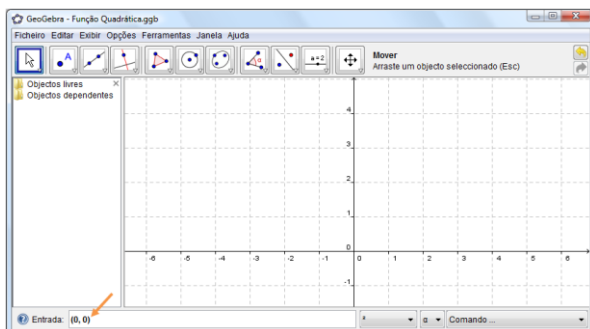 GeoGebra - Função Quadrática.ggb
Ficheiro Editar Exibir Opções Ferramentas Janela Ajuda
A
α
a=2
Mover
Arraste um objecto seleccionado (Esc)
Objectos livres
Objectos dependentes
4
3
2
1
0
-6 -5 -4 -3 -2 -1 0 1 2 3 4 5 6
-1
Entrada: (0, 0)
α
Comando ...